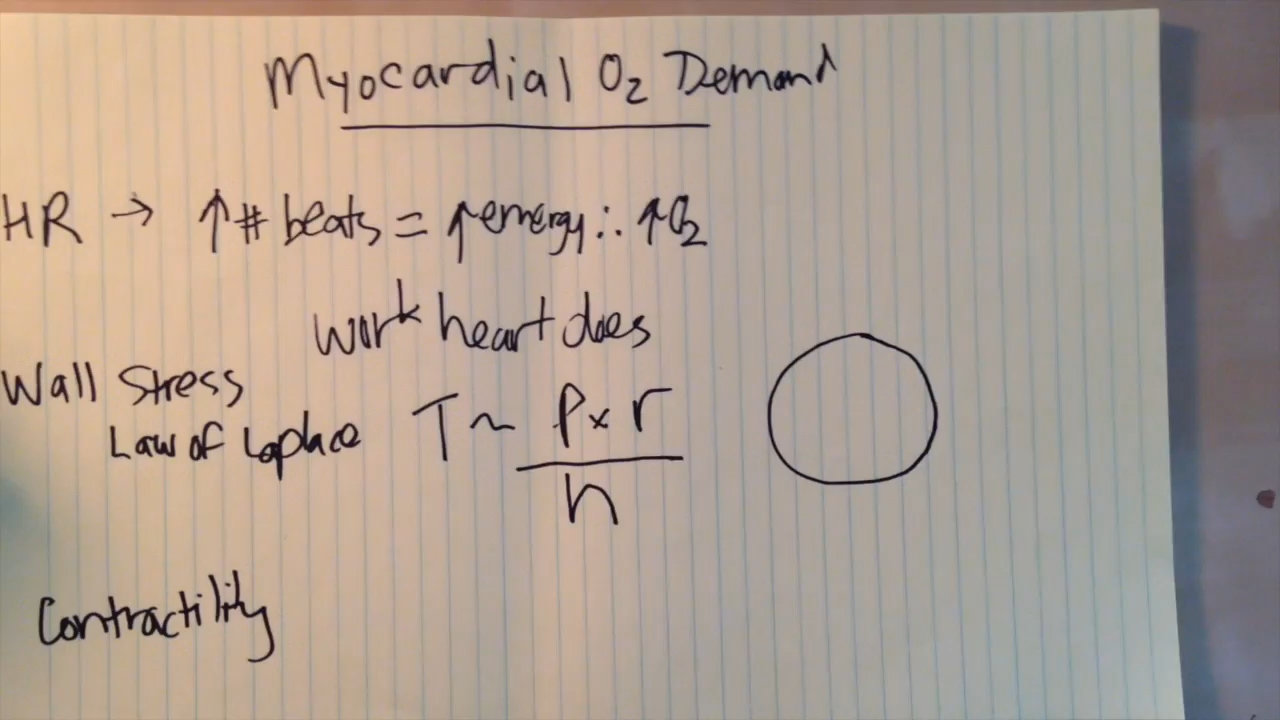 Myocardial O₂ Demand
HR → ↑ # beats = ↑ energy ∴ ↑ O₂
work heart does
Wall Stress
Law of Laplace T ~ P x r / h
Contractility